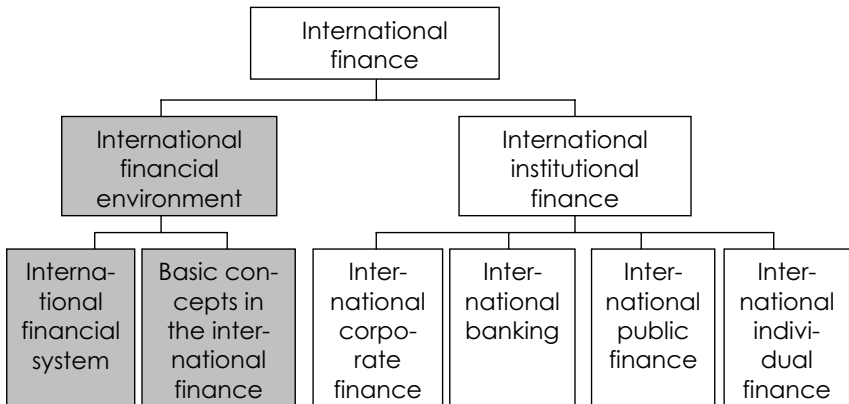 International
finance
International
financial
environment
International
institutional
finance
Interna-
tional
financial
system
Basic con-
cepts in
the inter-
national
finance
Inter-
national
corpo-
rate
finance
Inter-
national
banking
Inter-
national
public
finance
Inter-
national
indivi-
dual
finance